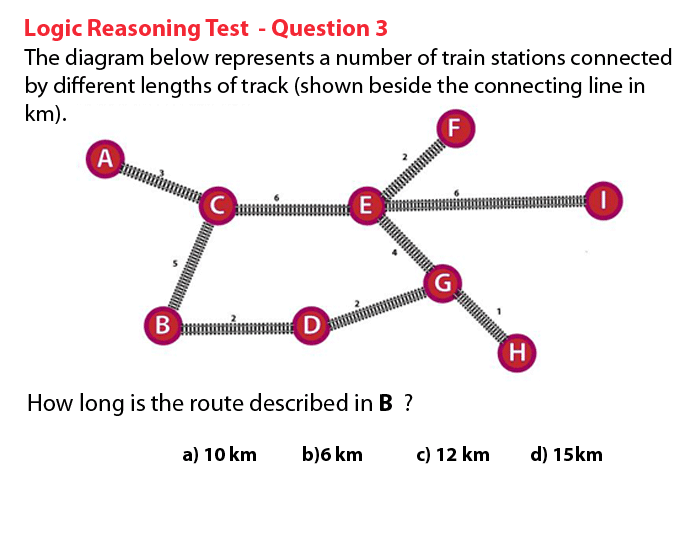 Logic Reasoning Test - Question 3
The diagram below represents a number of train stations connected
by different lengths of track (shown beside the connecting line in
km).
F
2
A
3
C
6
E
6
I
5
4
G
B
2
D
2
1
H
How long is the route described in B ?
a) 10 km b)6 km c) 12 km d) 15km